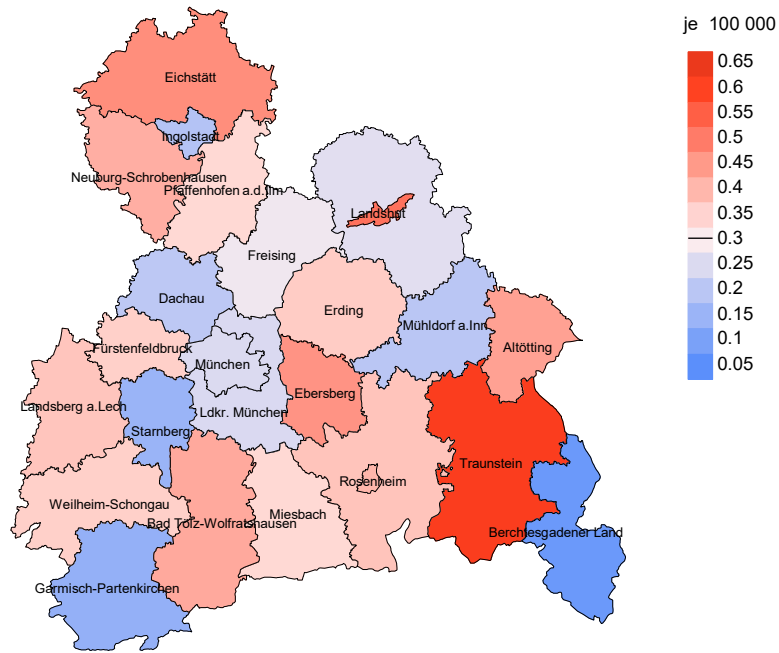 je 100 000
Eichstätt
Ingolstadt
Neuburg-Schrobenhausen
Pfaffenhofen a.d.Ilm
Landshut
Freising
Dachau
Erding
Mühldorf a.Inn
Altötting
Fürstenfeldbruck
München
Ebersberg
Landsberg a.Lech
Ldkr. München
Starnberg
Traunstein
Rosenheim
Weilheim-Schongau
Miesbach
Bad Tölz-Wolfratshausen
Berchtesgadener Land
Garmisch-Partenkirchen
0.65
0.6
0.55
0.5
0.45
0.4
0.35
0.3
0.25
0.2
0.15
0.1
0.05